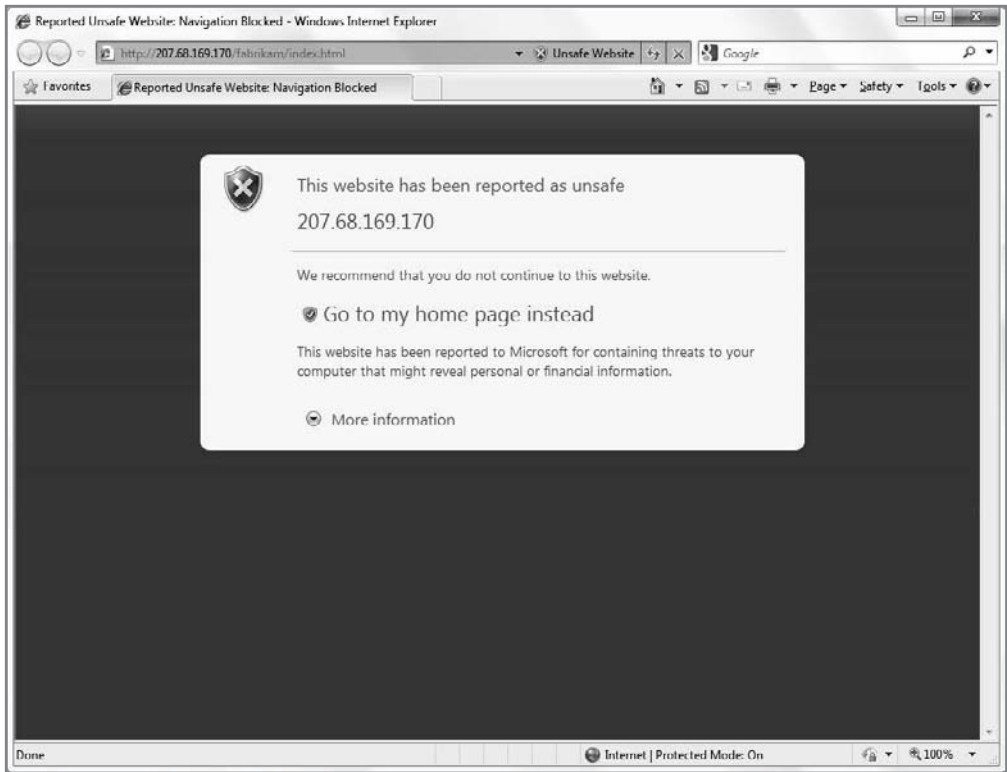 Reported Unsafe Website: Navigation Blocked - Windows Internet Explorer
http://207.68.169.170/fabrikam/index.html
Unsafe Website
Google
Favorites
Reported Unsafe Website: Navigation Blocked
Page
Safety
Tools
This website has been reported as unsafe
207.68.169.170
We recommend that you do not continue to this website.
Go to my home page instead
This website has been reported to Microsoft for containing threats to your
computer that might reveal personal or financial information.
More information
Done
Internet | Protected Mode: On
100%